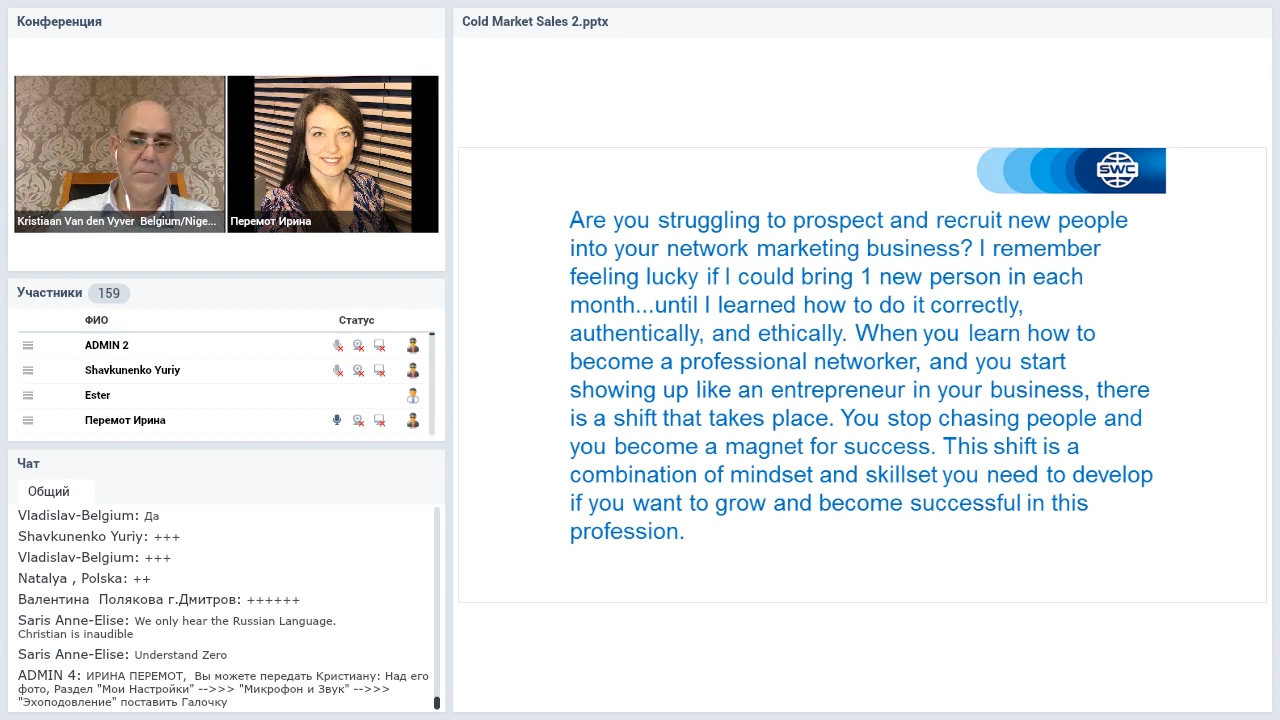 Конференция
Kristiaan Van den Vyver Belgium/Nige...
Перемот Ирина
Участники 159
ФИО Статус
ADMIN 2
Shavkunenko Yuriy
Ester
Перемот Ирина
Чат
Общий
Vladislav-Belgium: Да
Shavkunenko Yuriy: +++
Vladislav-Belgium: +++
Natalya , Polska: ++
Валентина Полякова г.Дмитров: ++++++
Saris Anne-Elise: We only hear the Russian Language.
Christian is inaudible
Saris Anne-Elise: Understand Zero
ADMIN 4: ИРИНА ПЕРЕМОТ, Вы можете передать Кристиану: Над его
фото, Раздел "Мои Настройки" -->>> "Микрофон и Звук" -->>>
"Эхоподовление" поставить Галочку
Cold Market Sales 2.pptx
SWC
Are you struggling to prospect and recruit new people
into your network marketing business? I remember
feeling lucky if I could bring 1 new person in each
month...until I learned how to do it correctly,
authentically, and ethically. When you learn how to
become a professional networker, and you start
showing up like an entrepreneur in your business, there
is a shift that takes place. You stop chasing people and
you become a magnet for success. This shift is a
combination of mindset and skillset you need to develop
if you want to grow and become successful in this
profession.